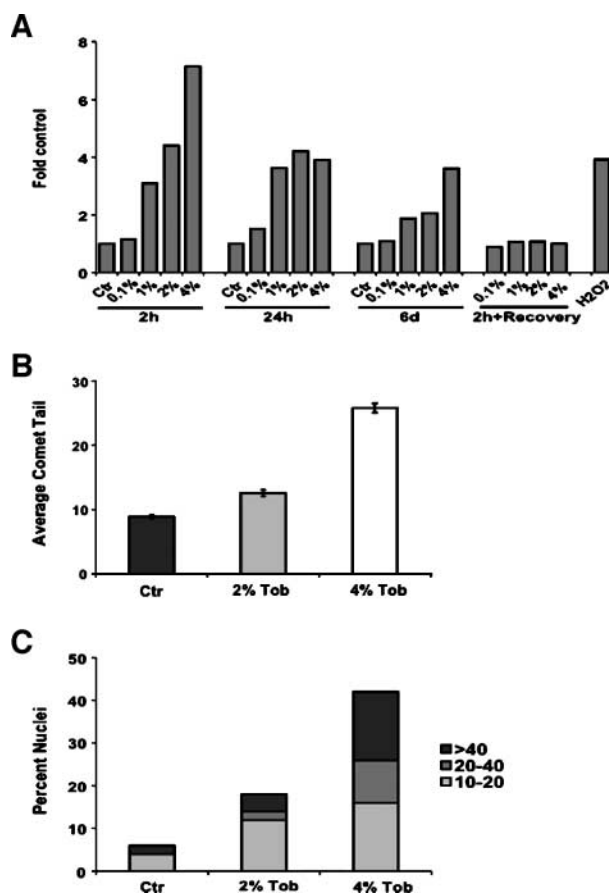 A
8
6
4
2
0
Fold control
Ctr 0.1% 1% 2% 4% Ctr 0.1% 1% 2% 4% Ctr 0.1% 1% 2% 4% 0.1% 1% 2% 4% H2O2
2h 24h 6d 2h+Recovery
B
30
20
10
0
Average Comet Tail
Ctr 2% Tob 4% Tob
C
50
40
30
20
10
0
Percent Nuclei
>40
20-40
10-20
Ctr 2% Tob 4% Tob